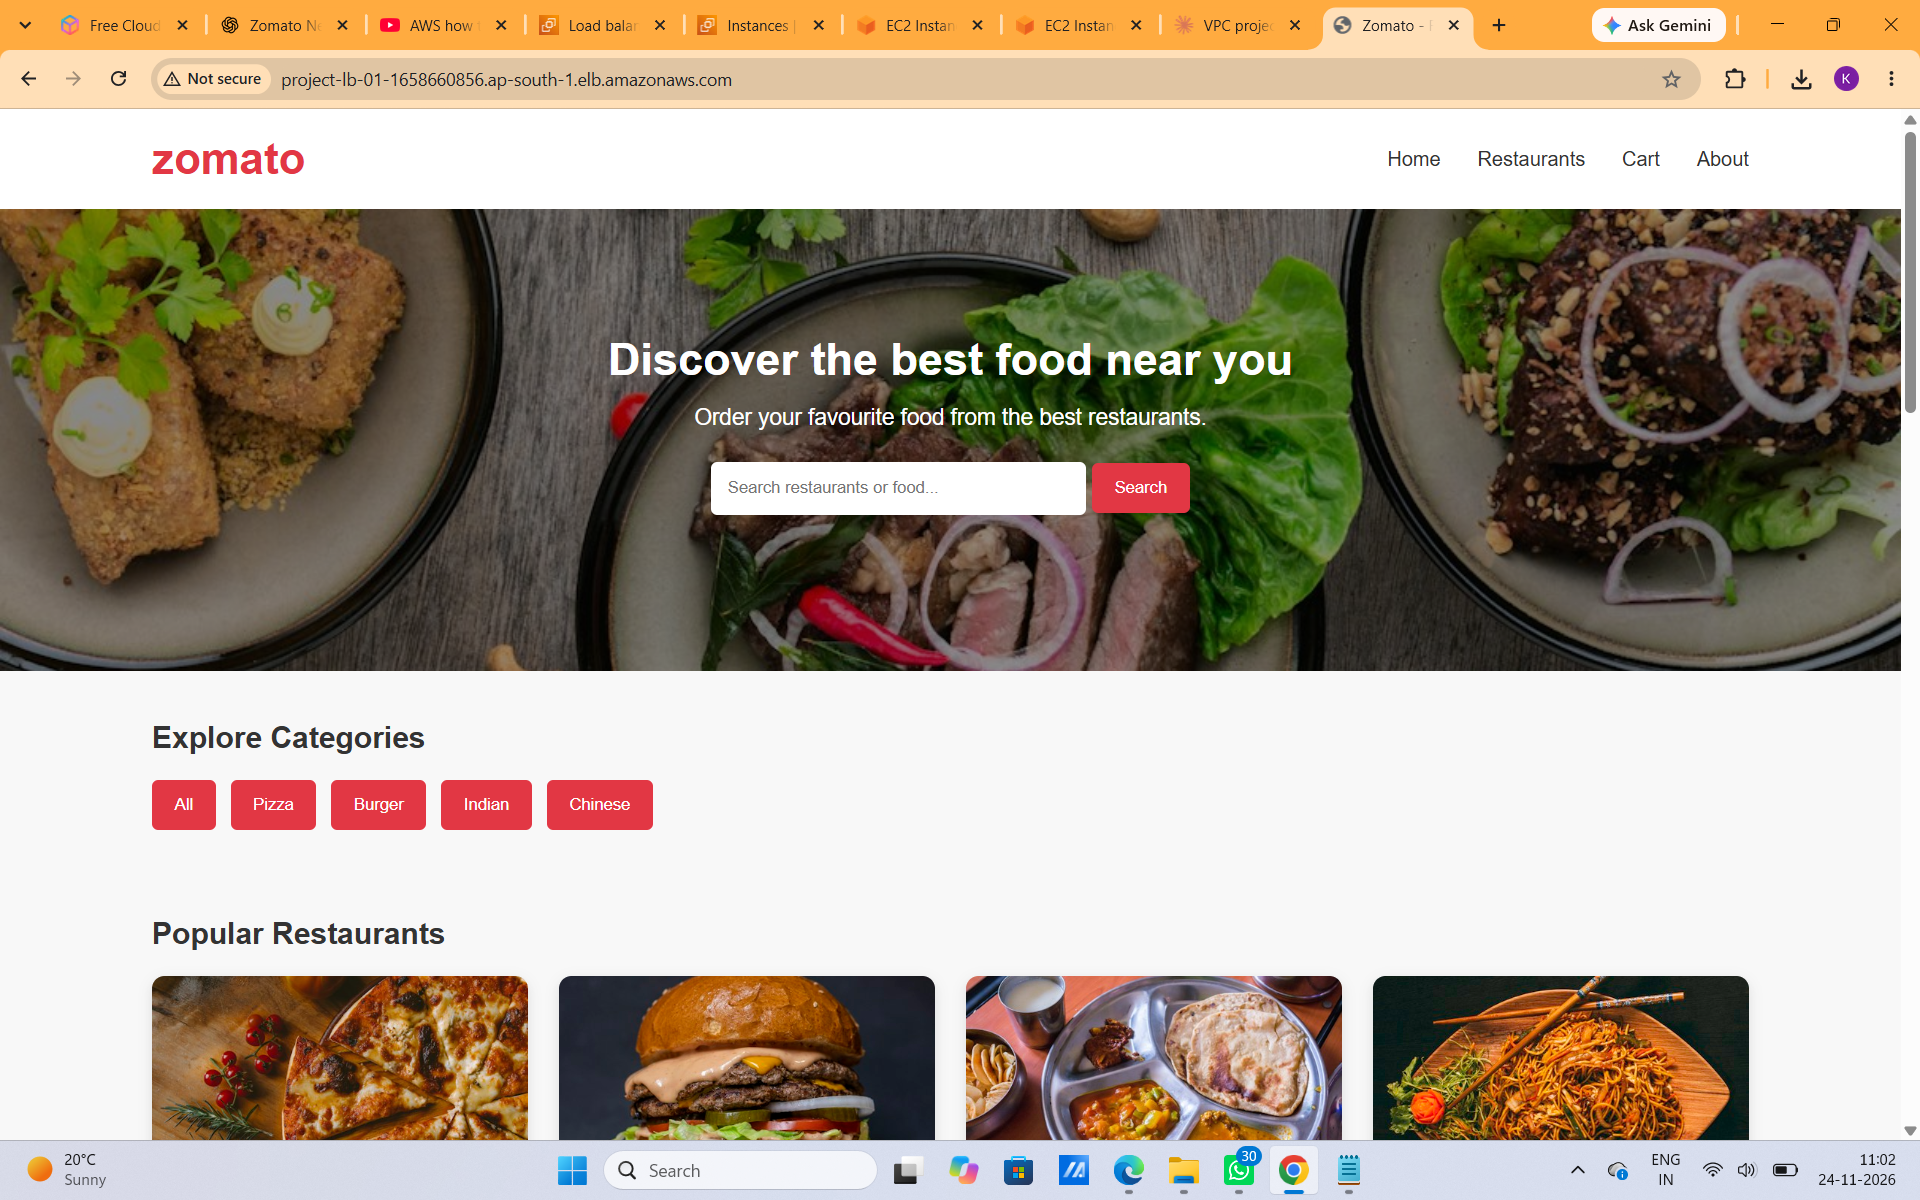 Free Cloud
Zomato Ne
AWS how
Load balar
Instances |
EC2 Instan
EC2 Instan
VPC projec
Zomato -
Ask Gemini
Not secure
project-lb-01-1658660856.ap-south-1.elb.amazonaws.com
K
zomato
Home
Restaurants
Cart
About
Discover the best food near you
Order your favourite food from the best restaurants.
Search restaurants or food...
Search
Explore Categories
All
Pizza
Burger
Indian
Chinese
Popular Restaurants
20°C
Sunny
Search
30
ENG
IN
11:02
24-11-2026